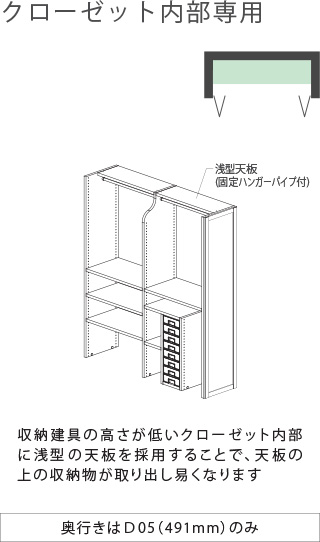 クローゼット内部専用
浅型天板
(固定ハンガーパイプ付)
収納建具の高さが低いクローゼット内部
に浅型の天板を採用することで、天板の
上の収納物が取り出し易くなります
奥行きはD05(491mm)のみ